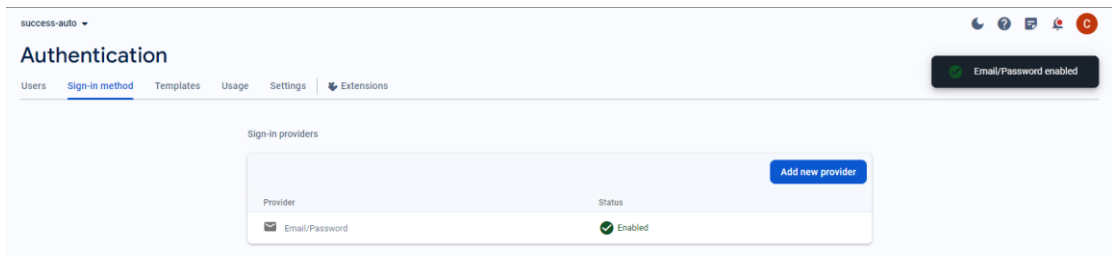 success-auto
C
Authentication
Email/Password enabled
Users Sign-in method Templates Usage Settings Extensions
Sign-in providers
Add new provider
Provider Status
Email/Password Enabled